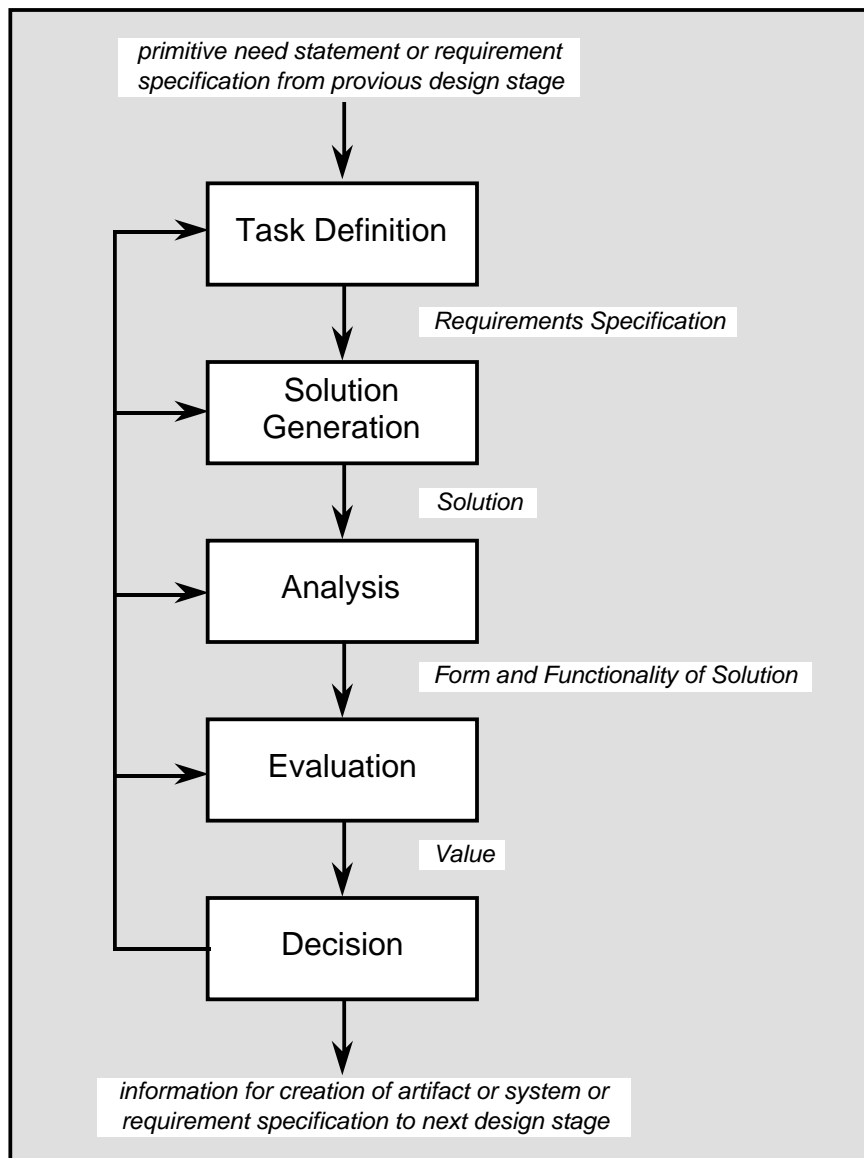 primitive need statement or requirement
specification from provious design stage
Task Definition
Requirements Specification
Solution
Generation
Solution
Analysis
Form and Functionality of Solution
Evaluation
Value
Decision
information for creation of artifact or system or
requirement specification to next design stage